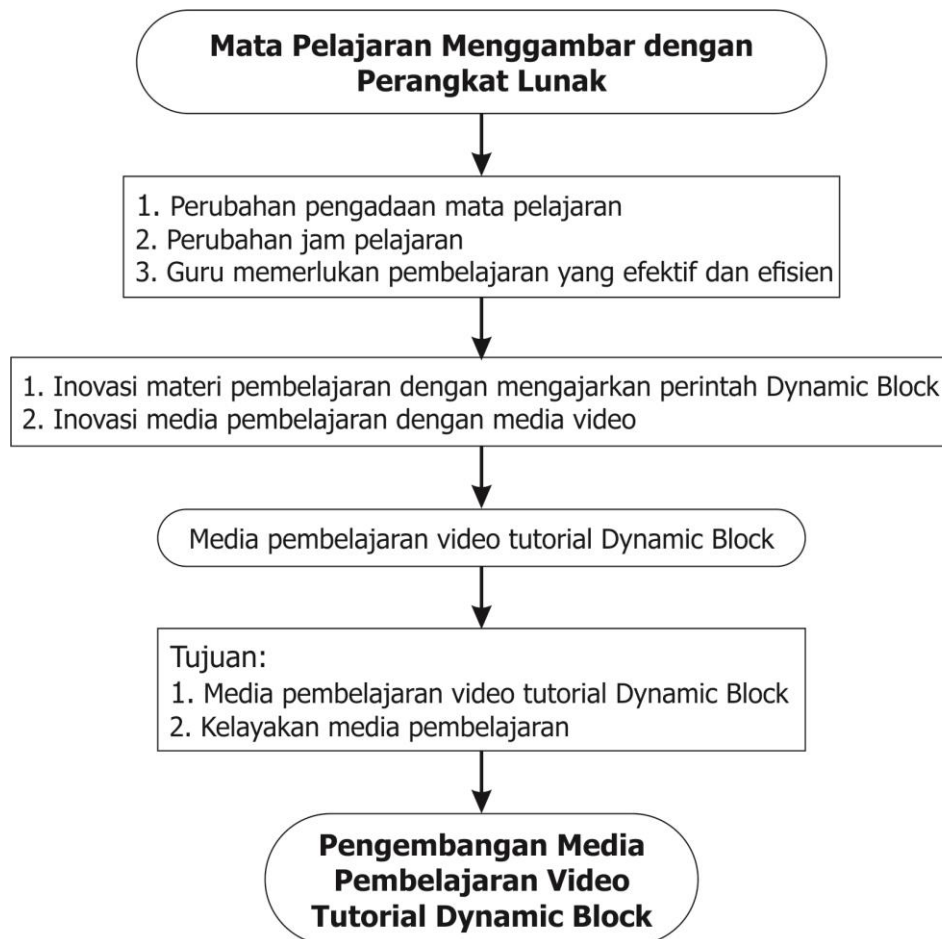 Mata Pelajaran Menggambar dengan
Perangkat Lunak
1. Perubahan pengadaan mata pelajaran
2. Perubahan jam pelajaran
3. Guru memerlukan pembelajaran yang efektif dan efisien
1. Inovasi materi pembelajaran dengan mengajarkan perintah Dynamic Block
2. Inovasi media pembelajaran dengan media video
Media pembelajaran video tutorial Dynamic Block
Tujuan:
1. Media pembelajaran video tutorial Dynamic Block
2. Kelayakan media pembelajaran
Pengembangan Media
Pembelajaran Video
Tutorial Dynamic Block